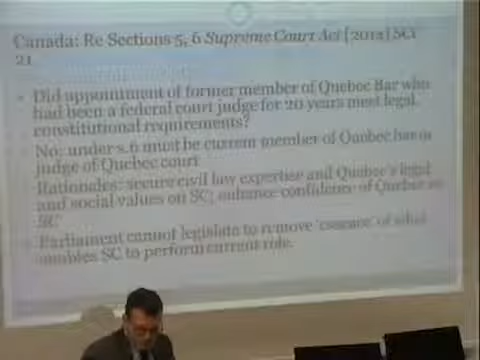 Canada: Re Sections 5, 6 Supreme Court Act [2014] SCC
21
Did appointment of former member of Quebec Bar who
had been a federal court judge for 20 years meet legal,
constitutional requirements?
No: under s.6 must be current member of Quebec bar or
judge of Quebec court
Rationales: secure civil law expertise and Quebec's legal
and social values on SC; enhance confidence of Quebec in
SC
Parliament cannot legislate to remove 'essence' of what
enables SC to perform current role.